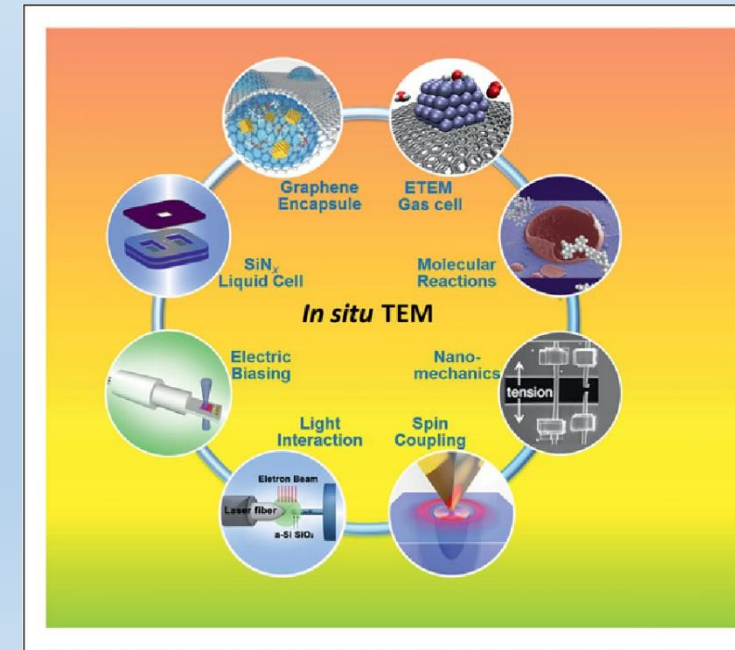 Graphene
Encapsule
ETEM
Gas cell
SiNx
Liquid Cell
Molecular
Reactions
In situ TEM
Electric
Biasing
Nano-
mechanics
tension
Light
Interaction
Spin
Coupling
Eletron Beam
Laser fiber
a-Si SiO₂